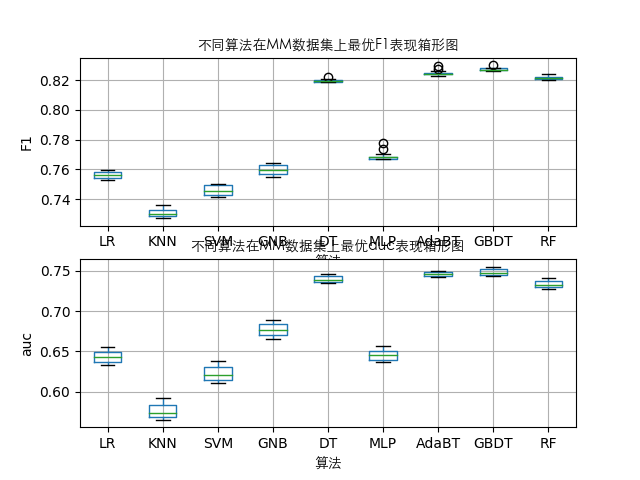 不同算法在MM数据集上最优F1表现箱形图
0.82
0.80
0.78
0.76
0.74
F1
LR KNN SVM GNB DT MLP AdaBT GBDT RF
算法
不同算法在MM数据集上最优auc表现箱形图
0.75
0.70
0.65
0.60
auc
LR KNN SVM GNB DT MLP AdaBT GBDT RF
算法